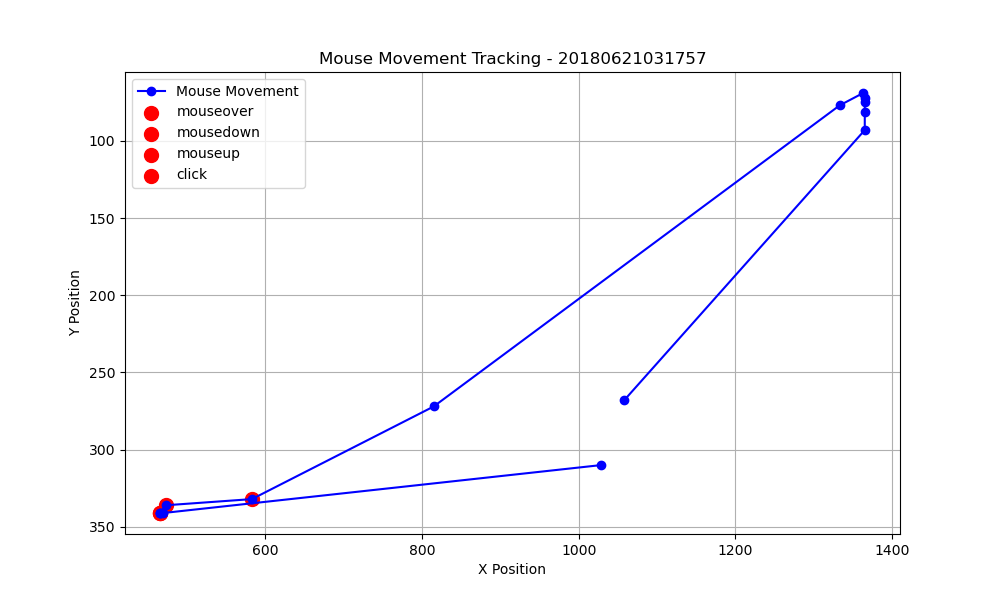 Mouse Movement Tracking - 20180621031757
Mouse Movement
mouseover
mousedown
mouseup
click
100
150
200
250
300
350
Y Position
600 800 1000 1200 1400
X Position